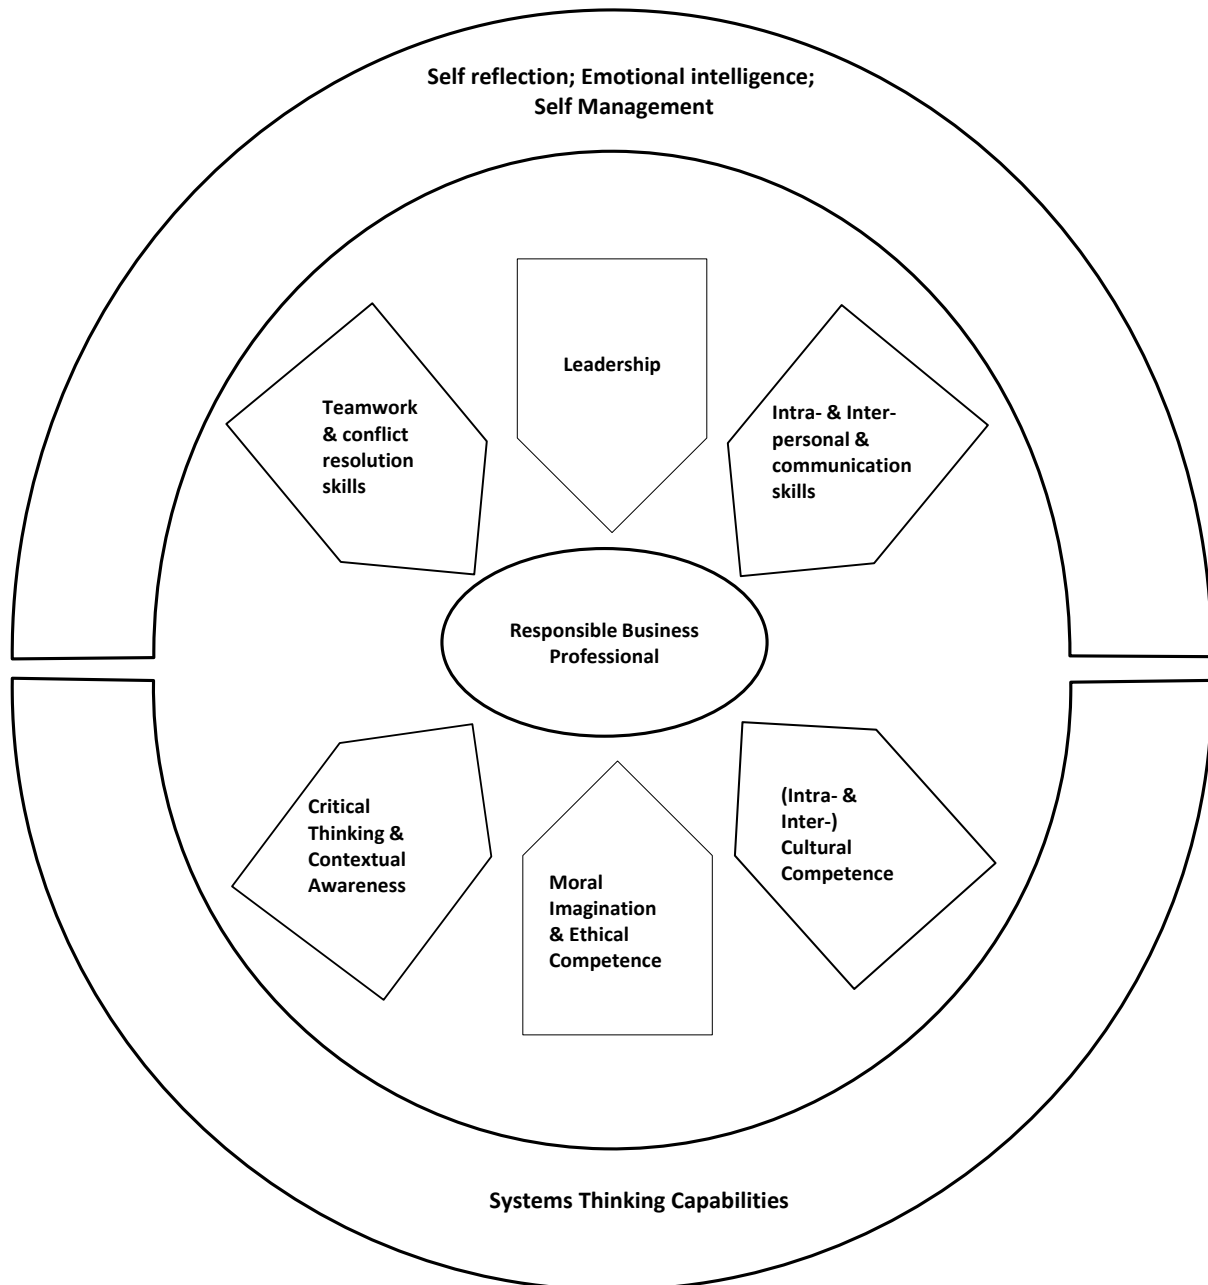 Self reflection; Emotional intelligence;
Self Management
Leadership
Teamwork
& conflict
resolution
skills
Intra- & Inter-
personal &
communication
skills
Responsible Business
Professional
Critical
Thinking &
Contextual
Awareness
Moral
Imagination
& Ethical
Competence
(Intra- &
Inter-)
Cultural
Competence
Systems Thinking Capabilities